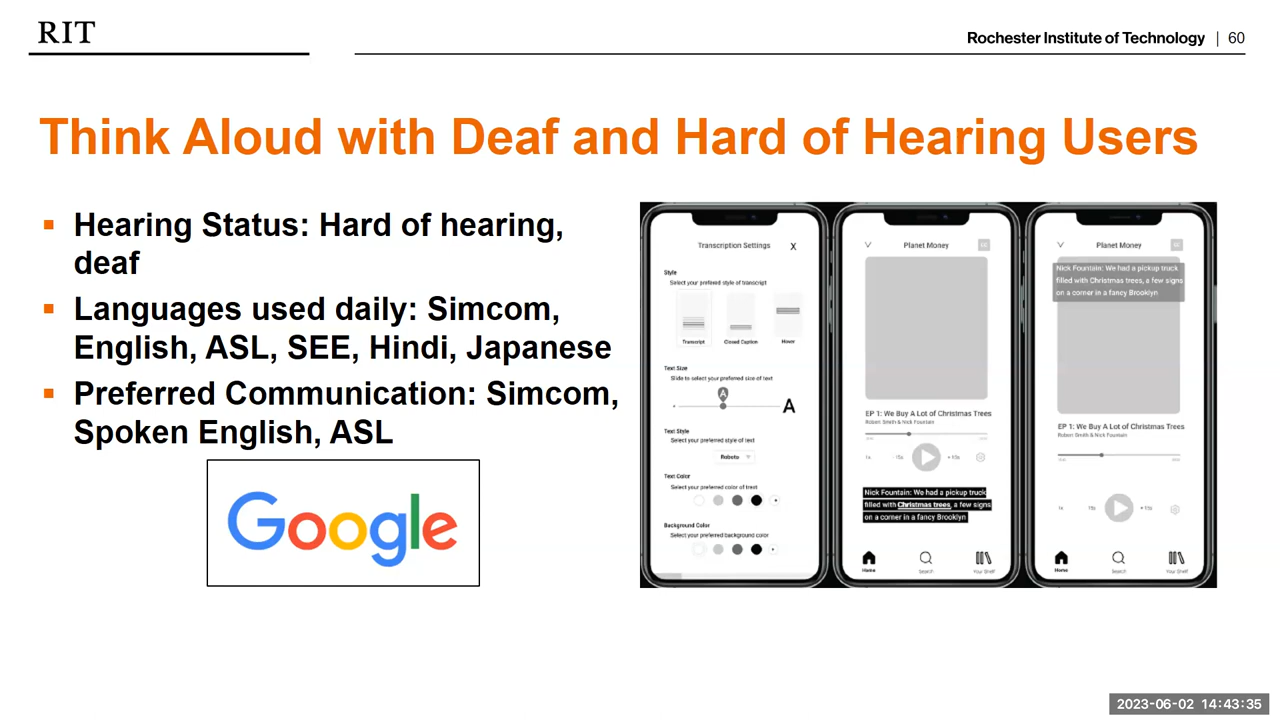 RIT
Rochester Institute of Technology | 60
Think Aloud with Deaf and Hard of Hearing Users
▪ Hearing Status: Hard of hearing,
deaf
▪ Languages used daily: Simcom,
English, ASL, SEE, Hindi, Japanese
▪ Preferred Communication: Simcom,
Spoken English, ASL
Google
Transcription Settings X
Style
Select your prefered style of transcript
Transcript Closed Caption Hover
Text Size
Slide to select your prefered size of text
A
A
Text Style
Select your prefered style of text
Roboto
Text Color
Select your prefered color of trext
Background Color
Select your prefered background color
Planet Money
EP 1: We Buy A Lot of Christmas Trees
Robert Smith & Nick Fountain
1x
Nick Fountain: We had a pickup truck
filled with Christmas trees, a few signs
on a corner in a fancy Brooklyn
Home Search Your Shelf
Planet Money
Nick Fountain: We had a pickup truck
filled with Christmas trees, a few signs
on a corner in a fancy Brooklyn
EP 1: We Buy A Lot of Christmas Trees
Robert Smith & Nick Fountain
1x
Home Search Your Shelf
2023-06-02 14:43:35